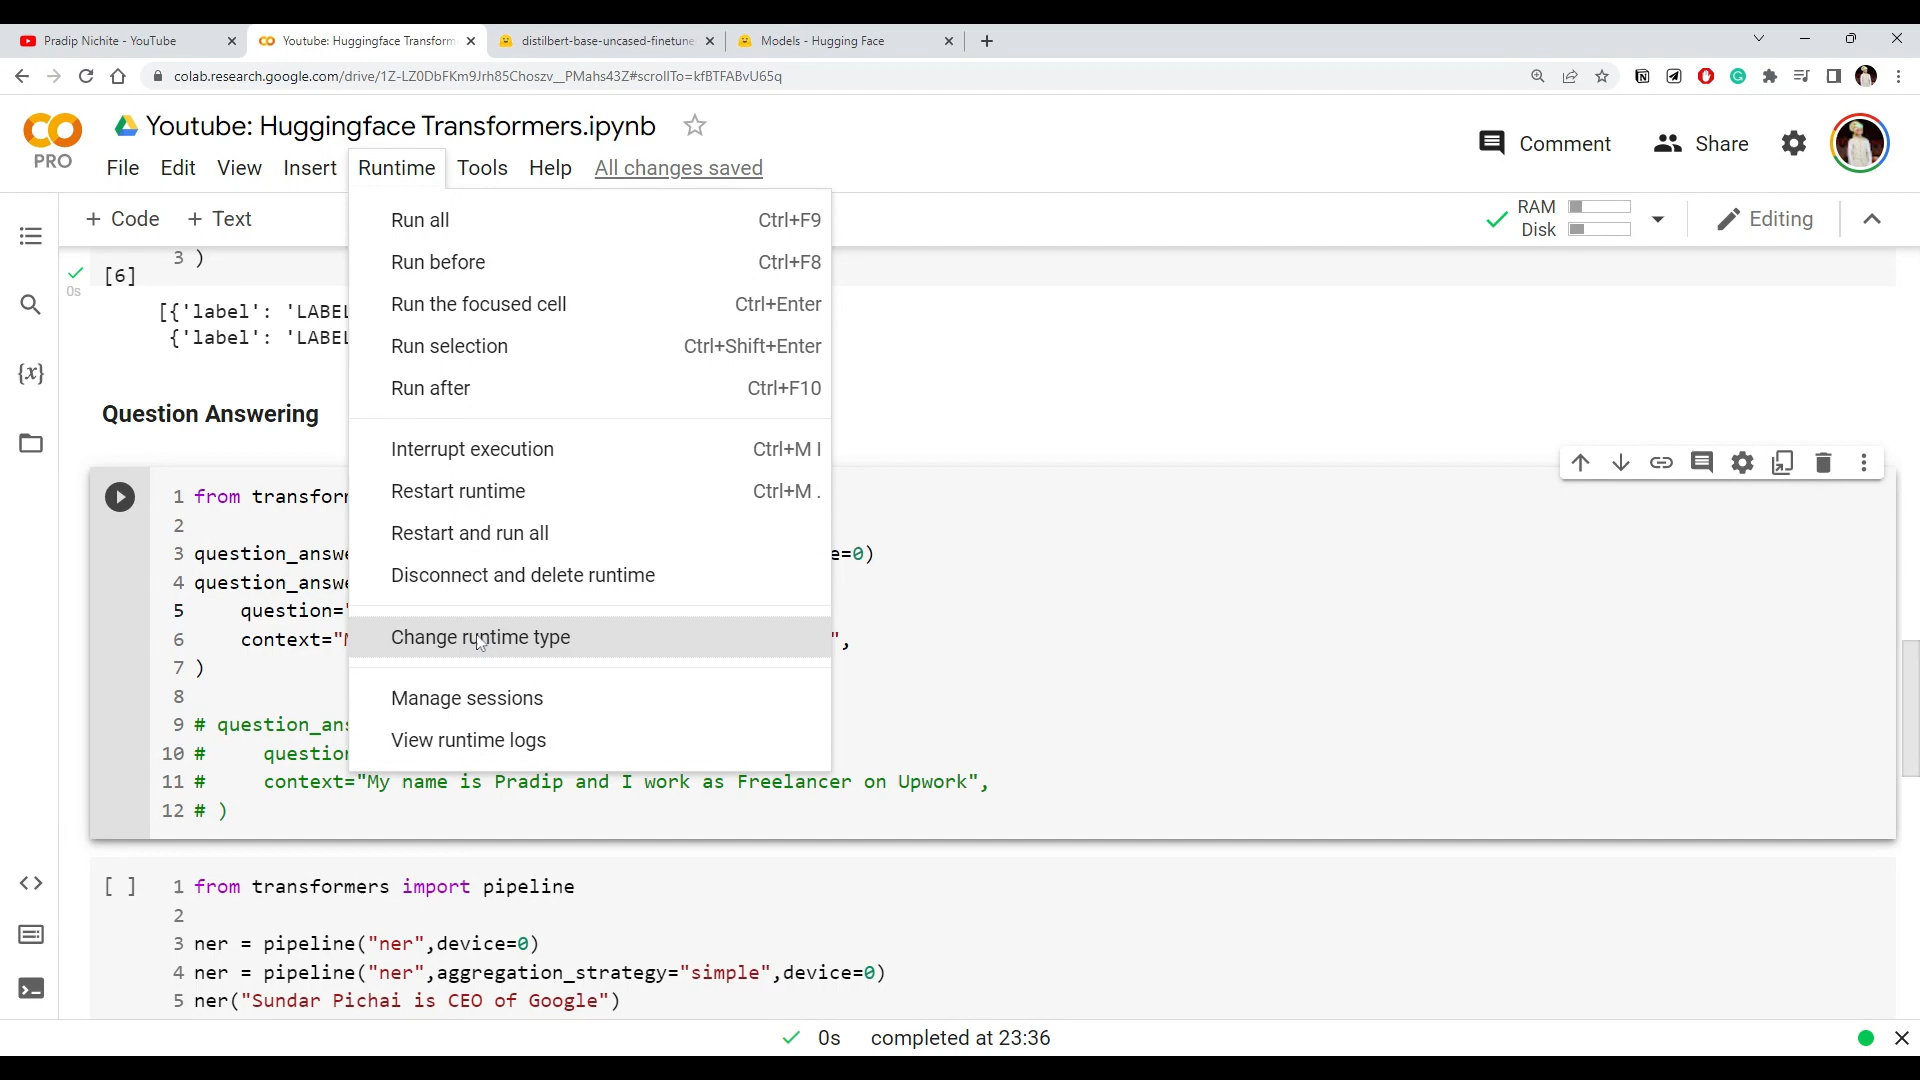 Pradip Nichite - YouTube
Youtube: Huggingface Transform
distilbert-base-uncased-finetune
Models - Hugging Face
colab.research.google.com/drive/1Z-LZ0DbFKm9Jrh85Choszv__PMahs43Z#scrollTo=kfBTFABvU65q
CO
PRO
Youtube: Huggingface Transformers.ipynb
Comment
Share
File Edit View Insert Runtime Tools Help All changes saved
+ Code + Text
RAM
Disk
Editing
Run all Ctrl+F9
Run before Ctrl+F8
Run the focused cell Ctrl+Enter
Run selection Ctrl+Shift+Enter
Run after Ctrl+F10
Interrupt execution Ctrl+M I
Restart runtime Ctrl+M .
Restart and run all
Disconnect and delete runtime
Change runtime type
Manage sessions
View runtime logs
3 )
[6]
0s
[{'label': 'LABEL
{'label': 'LABEL
{x}
Question Answering
1 from transfor
2
3 question_answe e=0)
4 question_answe
5 question="
6 context="M ",
7 )
8
9 # question_ans
10 # question
11 # context="My name is Pradip and I work as Freelancer on Upwork",
12 # )
[ ]
1 from transformers import pipeline
2
3 ner = pipeline("ner",device=0)
4 ner = pipeline("ner",aggregation_strategy="simple",device=0)
5 ner("Sundar Pichai is CEO of Google")
0s completed at 23:36